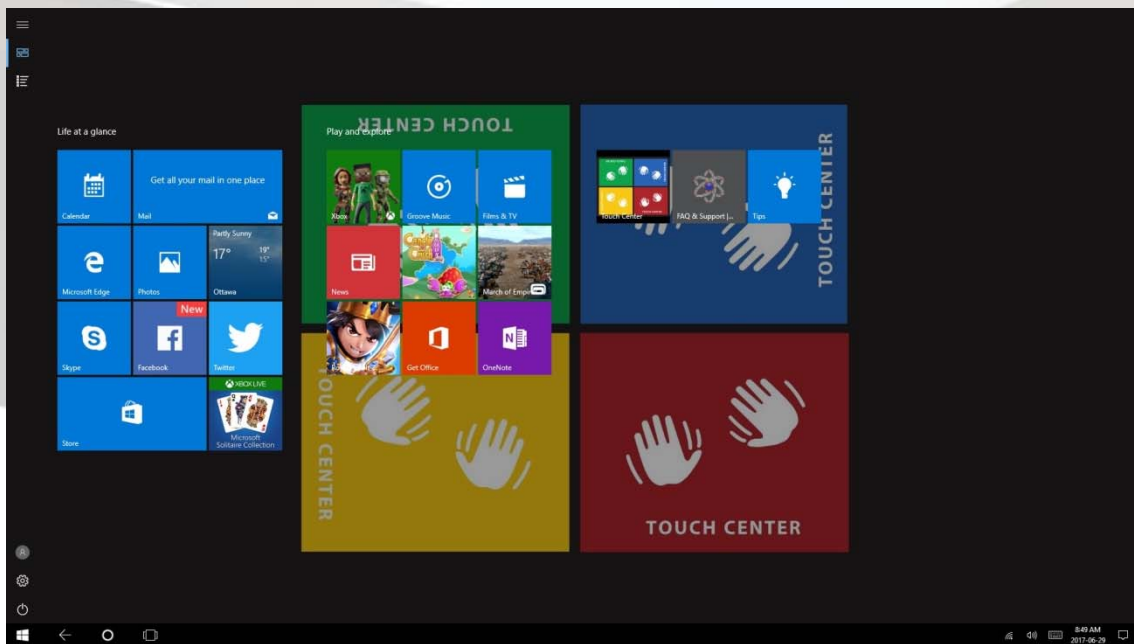 Life at a glance
Calendar
Get all your mail in one place
Mail
Microsoft Edge
Photos
Partly Sunny
17°
19°
15°
Ottawa
Skype
New
Facebook
Twitter
Store
XBOX LIVE
Microsoft
Solitaire Collection
TOUCH CENTER
Play and explore
Xbox
Groove Music
Films & TV
News
Candy
Crush
March of Empir
Get Office
OneNote
Touch Center
FAQ & Support |...
Tips
TOUCH CENTER
TOUCH CENTER
TOUCH CENTER
8:49 AM
2017-06-29